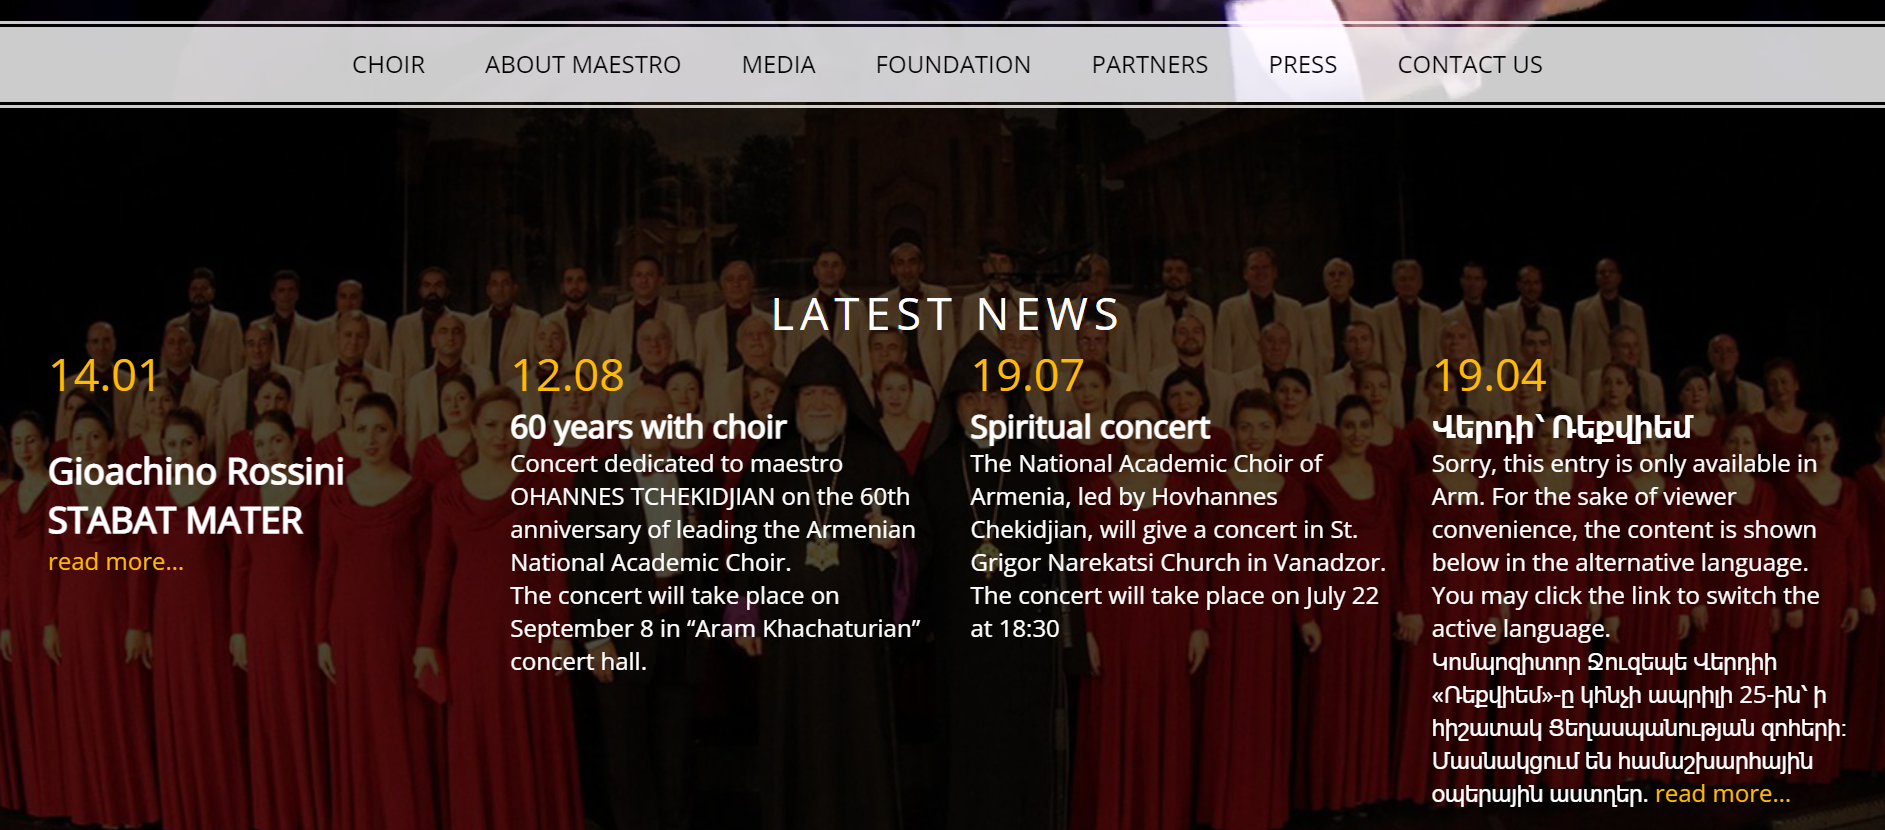 CHOIR ABOUT MAESTRO MEDIA FOUNDATION PARTNERS PRESS CONTACT US
LATEST NEWS
14.01
Gioachino Rossini
STABAT MATER
read more...
12.08
60 years with choir
Concert dedicated to maestro
OHANNES TCHEKIDJIAN on the 60th
anniversary of leading the Armenian
National Academic Choir.
The concert will take place on
September 8 in “Aram Khachaturian”
concert hall.
19.07
Spiritual concert
The National Academic Choir of
Armenia, led by Hovhannes
Chekidjian, will give a concert in St.
Grigor Narekatsi Church in Vanadzor.
The concert will take place on July 22
at 18:30
19.04
Վերդի՝ Ռեքվիեմ
Sorry, this entry is only available in
Arm. For the sake of viewer
convenience, the content is shown
below in the alternative language.
You may click the link to switch the
active language.
Կոմպոզիտոր Ջուզեպե Վերդիի
«Ռեքվիեմ»-ը կհնչի ապրիլի 25-ին՝ ի
հիշատակ Ցեղասպանության զոհերի:
Մասնակցում են համաշխարհային
օպերային աստղեր. read more...